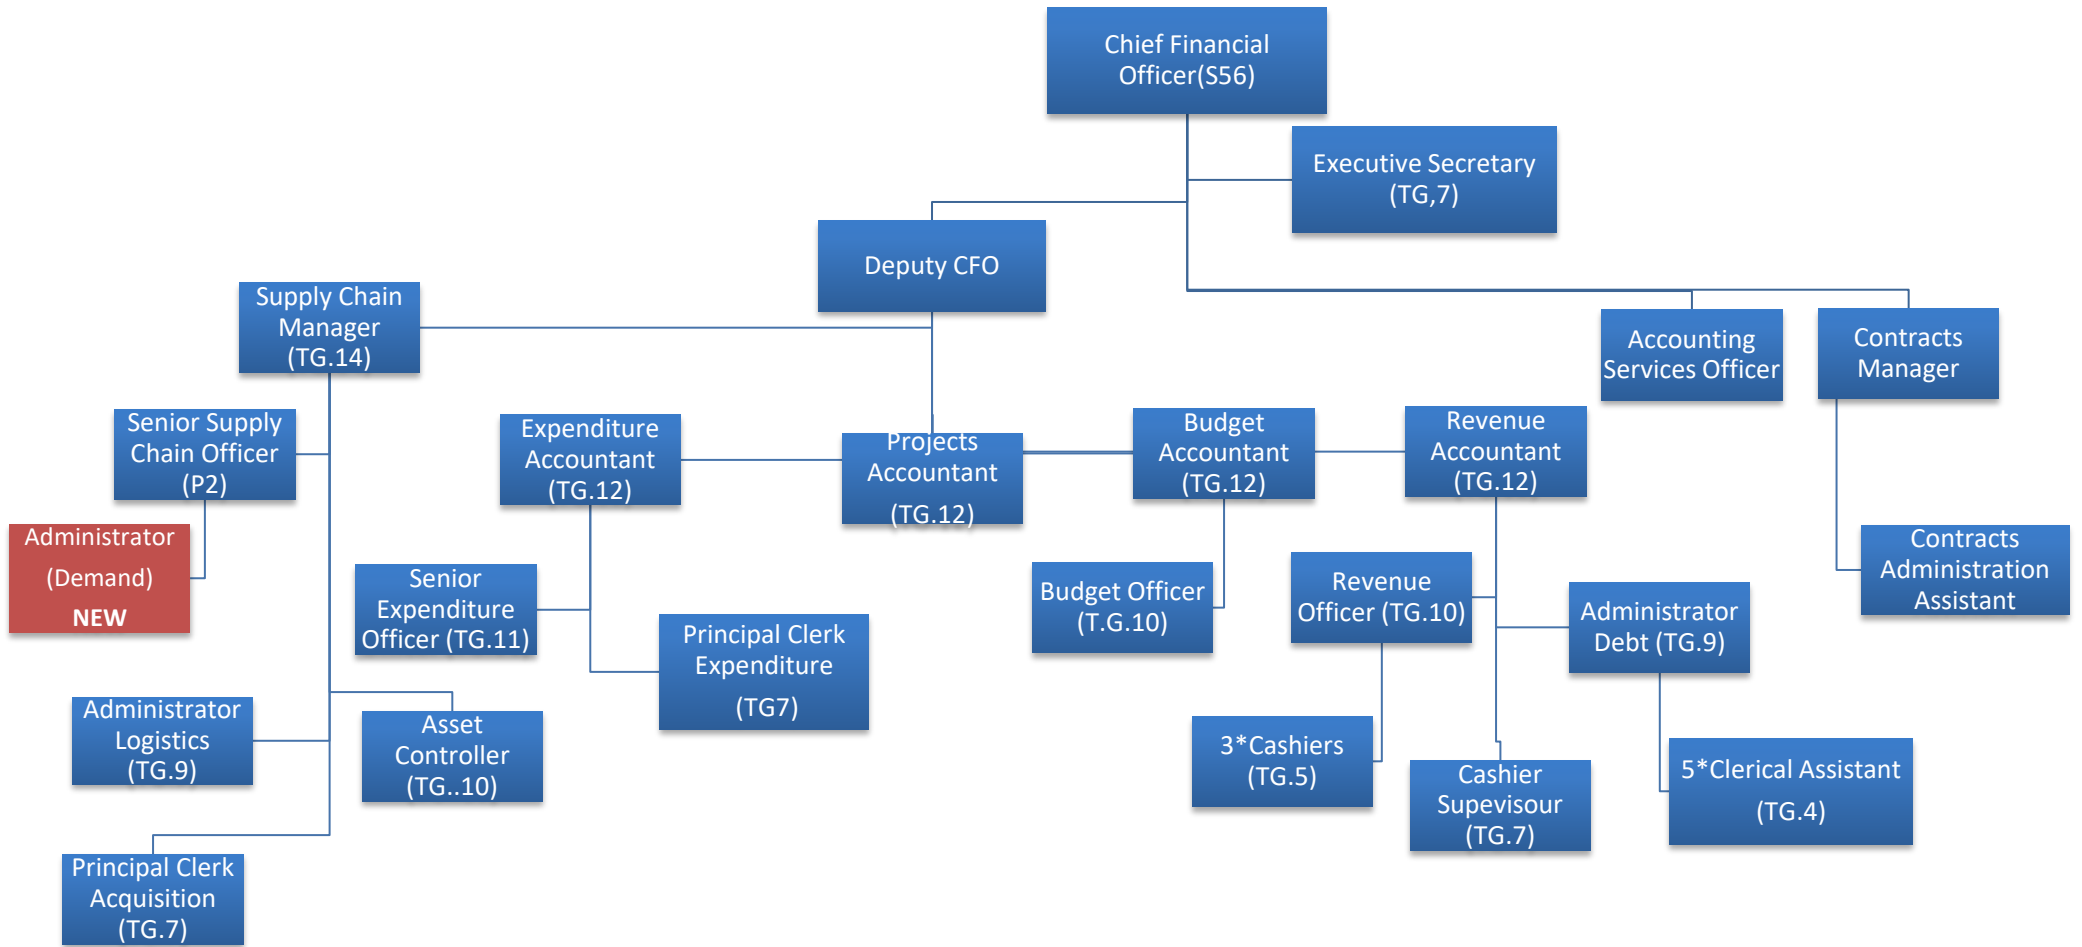 Chief Financial
Officer(S56)
Executive Secretary
(TG,7)
Deputy CFO
Supply Chain
Manager
(TG.14)
Accounting
Services Officer
Contracts
Manager
Senior Supply
Chain Officer
(P2)
Expenditure
Accountant
(TG.12)
Projects
Accountant
(TG.12)
Budget
Accountant
(TG.12)
Revenue
Accountant
(TG.12)
Administrator
(Demand)
NEW
Senior
Expenditure
Officer (TG.11)
Principal Clerk
Expenditure
(TG7)
Budget Officer
(T.G.10)
Revenue
Officer (TG.10)
Administrator
Debt (TG.9)
Contracts
Administration
Assistant
Administrator
Logistics
(TG.9)
Asset
Controller
(TG..10)
3*Cashiers
(TG.5)
Cashier
Supevisour
(TG.7)
5*Clerical Assistant
(TG.4)
Principal Clerk
Acquisition
(TG.7)